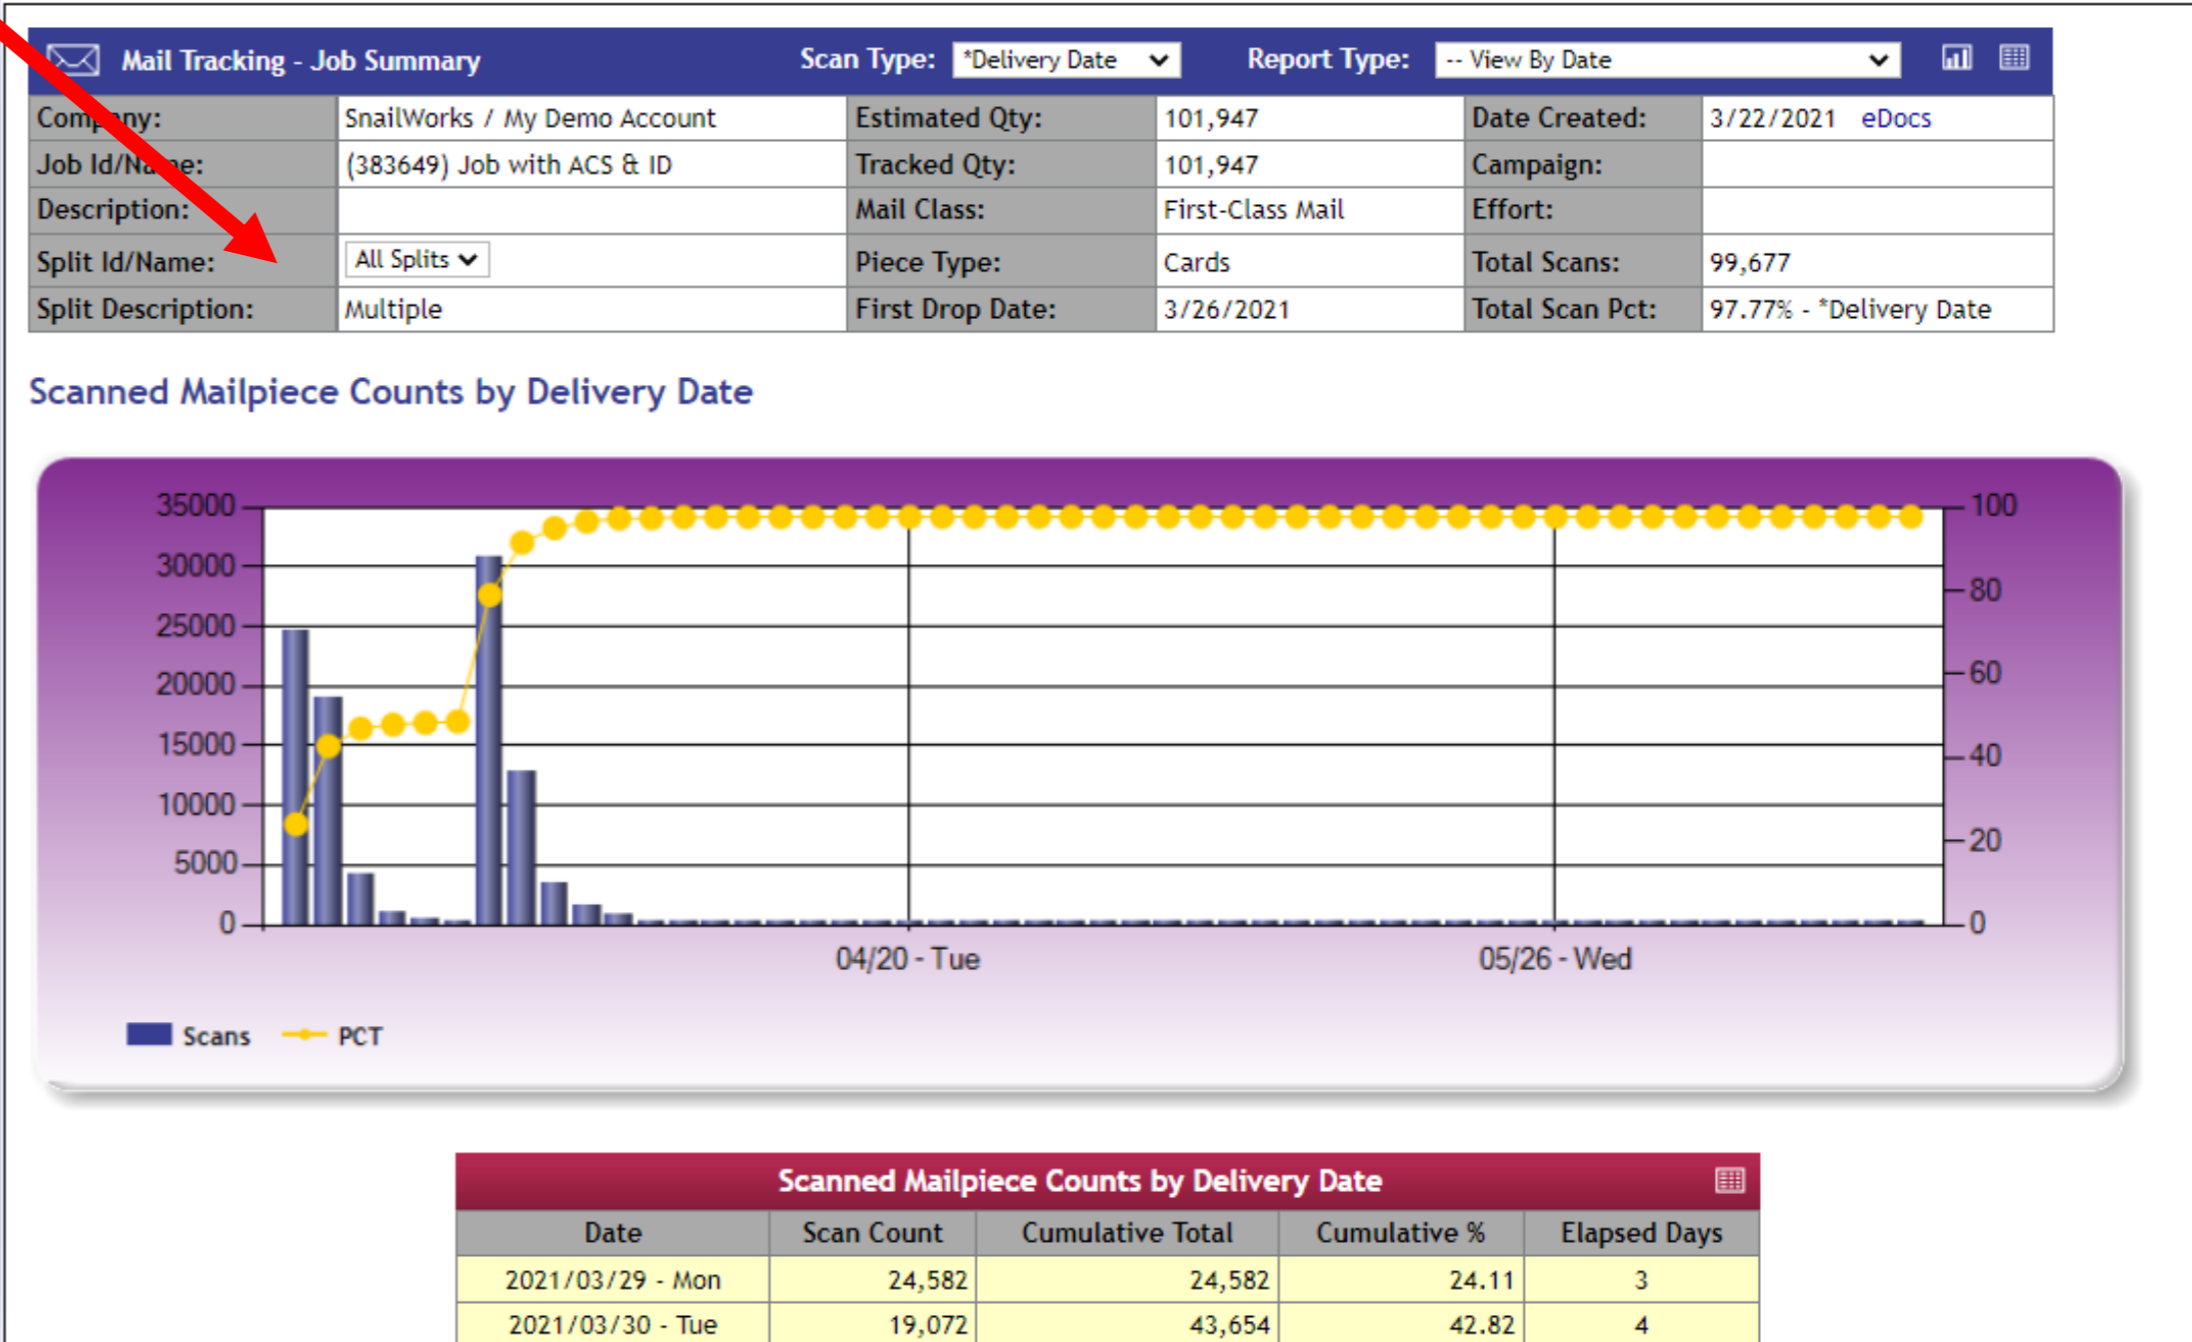 Mail Tracking - Job Summary Scan Type: *Delivery Date Report Type: -- View By Date
Company: SnailWorks / My Demo Account Estimated Qty: 101,947 Date Created: 3/22/2021 eDocs
Job Id/Name: (383649) Job with ACS & ID Tracked Qty: 101,947 Campaign:
Description: Mail Class: First-Class Mail Effort:
Split Id/Name: All Splits Piece Type: Cards Total Scans: 99,677
Split Description: Multiple First Drop Date: 3/26/2021 Total Scan Pct: 97.77% - *Delivery Date
Scanned Mailpiece Counts by Delivery Date
35000 100
30000
80
25000
20000 60
15000
40
10000
20
5000
0 0
04/20 - Tue 05/26 - Wed
Scans PCT
Scanned Mailpiece Counts by Delivery Date
Date Scan Count Cumulative Total Cumulative % Elapsed Days
2021/03/29 - Mon 24,582 24,582 24.11 3
2021/03/30 - Tue 19,072 43,654 42.82 4